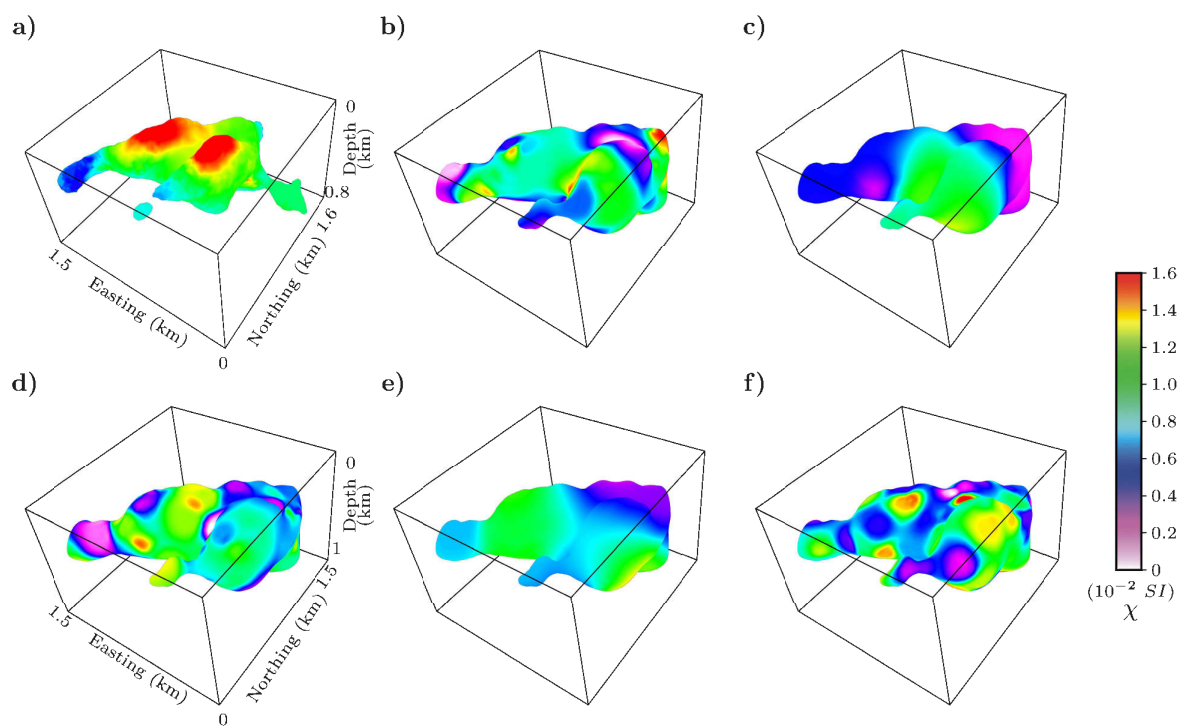 a)
b)
c)
0
Depth (km)
0.8
1.6
Northing (km)
1.5
Easting (km)
0
d)
e)
f)
0
Depth (km)
1
1.5
Northing (km)
1.5
Easting (km)
0
1.6
1.4
1.2
1.0
0.8
0.6
0.4
0.2
0
(10⁻² SI)
χ